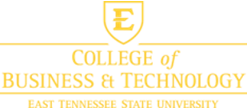 E
COLLEGE of
BUSINESS & TECHNOLOGY
EAST TENNESSEE STATE UNIVERSITY